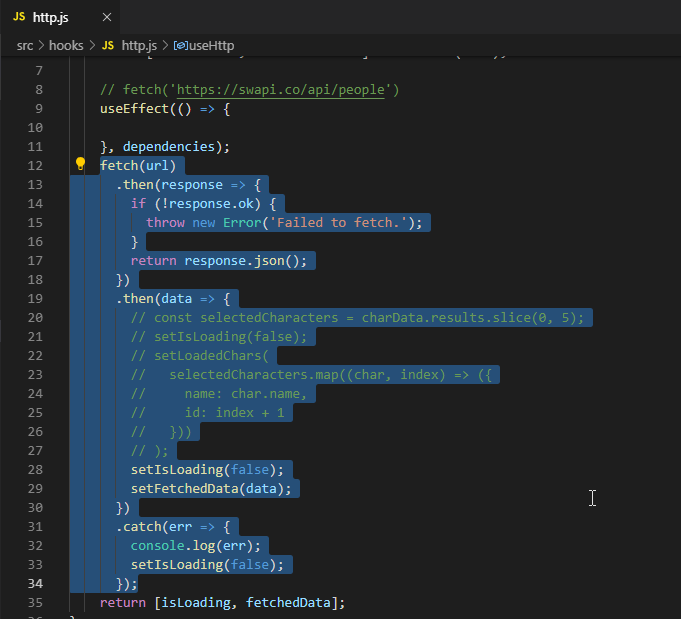 JS http.js ×
src > hooks > JS http.js > useHttp
7
8 // fetch('https://swapi.co/api/people')
9 useEffect(() => {
10
11 }, dependencies);
12 fetch(url)
13 .then(response => {
14 if (!response.ok) {
15 throw new Error('Failed to fetch.');
16 }
17 return response.json();
18 })
19 .then(data => {
20 // const selectedCharacters = charData.results.slice(0, 5);
21 // setIsLoading(false);
22 // setLoadedChars(
23 //   selectedCharacters.map((char, index) => ({
24 //     name: char.name,
25 //     id: index + 1
26 //   }))
27 // );
28 setIsLoading(false);
29 setFetchedData(data);
30 })
31 .catch(err => {
32 console.log(err);
33 setIsLoading(false);
34 });
35 return [isLoading, fetchedData];